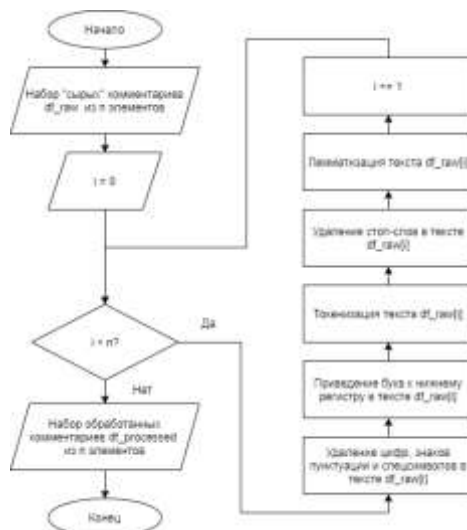 Начало
Набор "сырых" комментариев
df_raw из n элементов
i = 0
i < n?
Да
Нет
Набор обработанных
комментариев df_processed
из n элементов
Конец
i += 1
Лемматизация текста df_raw[i]
Удаление стоп-слов в тексте
df_raw[i]
Токенизация текста df_raw[i]
Приведение букв к нижнему
регистру в тексте df_raw[i]
Удаление цифр, знаков
пунктуации и спецсимволов в
тексте df_raw[i]